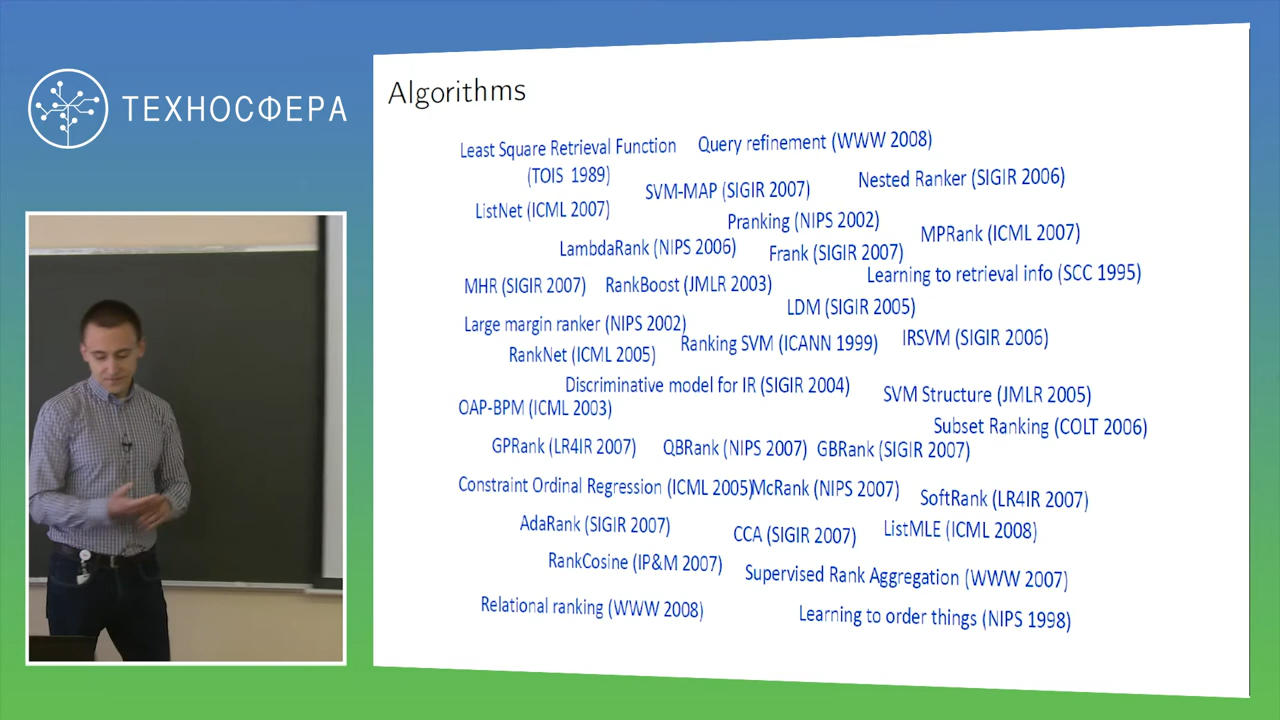 ТЕХНОСФЕРА
Algorithms
Least Square Retrieval Function
(TOIS 1989)
Query refinement (WWW 2008)
Nested Ranker (SIGIR 2006)
SVM-MAP (SIGIR 2007)
ListNet (ICML 2007)
Pranking (NIPS 2002)
MPRank (ICML 2007)
LambdaRank (NIPS 2006)
Frank (SIGIR 2007)
Learning to retrieval info (SCC 1995)
MHR (SIGIR 2007)
RankBoost (JMLR 2003)
LDM (SIGIR 2005)
Large margin ranker (NIPS 2002)
Ranking SVM (ICANN 1999)
IRSVM (SIGIR 2006)
RankNet (ICML 2005)
Discriminative model for IR (SIGIR 2004)
SVM Structure (JMLR 2005)
OAP-BPM (ICML 2003)
Subset Ranking (COLT 2006)
GPRank (LR4IR 2007)
QBRank (NIPS 2007)
GBRank (SIGIR 2007)
Constraint Ordinal Regression (ICML 2005)
McRank (NIPS 2007)
SoftRank (LR4IR 2007)
AdaRank (SIGIR 2007)
CCA (SIGIR 2007)
ListMLE (ICML 2008)
RankCosine (IP&M 2007)
Supervised Rank Aggregation (WWW 2007)
Relational ranking (WWW 2008)
Learning to order things (NIPS 1998)